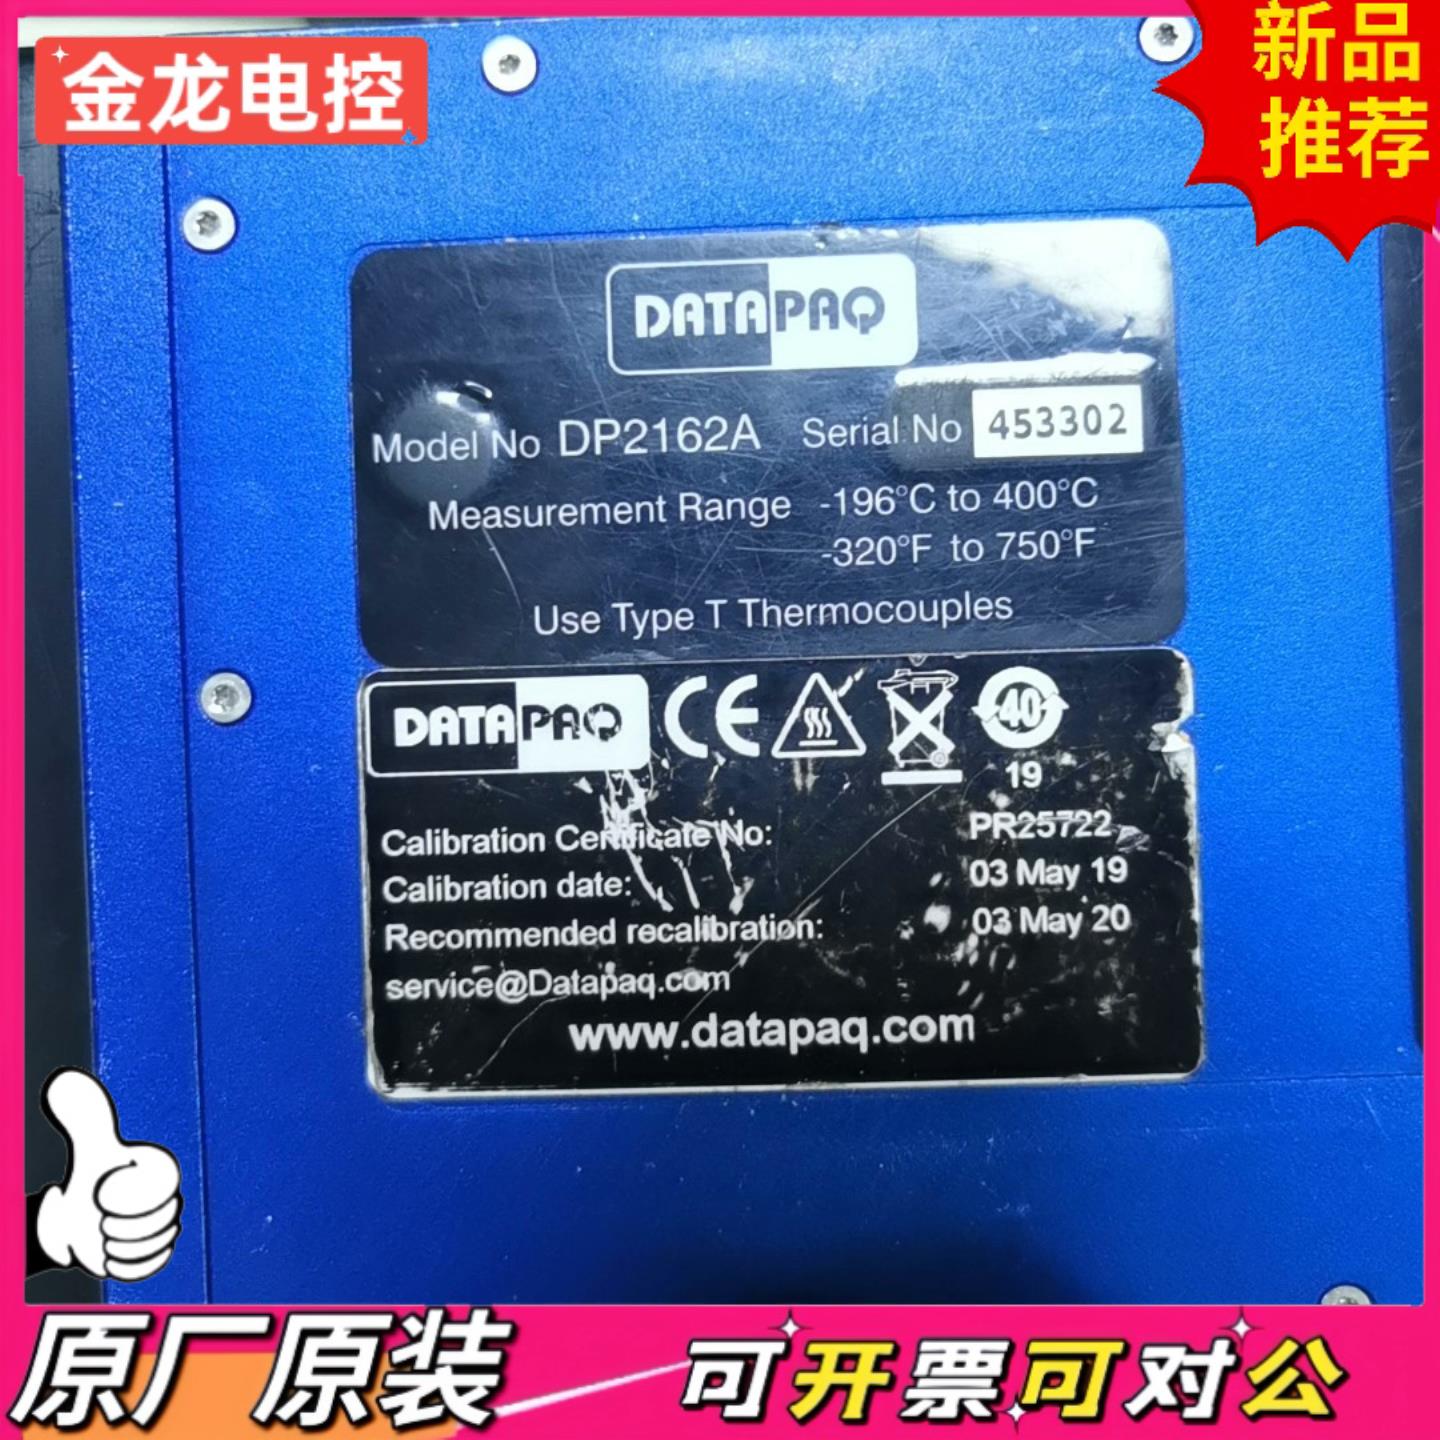 金龙电控
新品
推荐
DATAPAQ
Model No DP2162A Serial No 453302
Measurement Range -196°C to 400°C
-320°F to 750°F
Use Type T Thermocouples
DATAPAQ CE 40
19
Calibration Certificate No: PR25722
Calibration date: 03 May 19
Recommended recalibration: 03 May 20
service@Datapaq.com
www.datapaq.com
原厂原装
可开票可对公